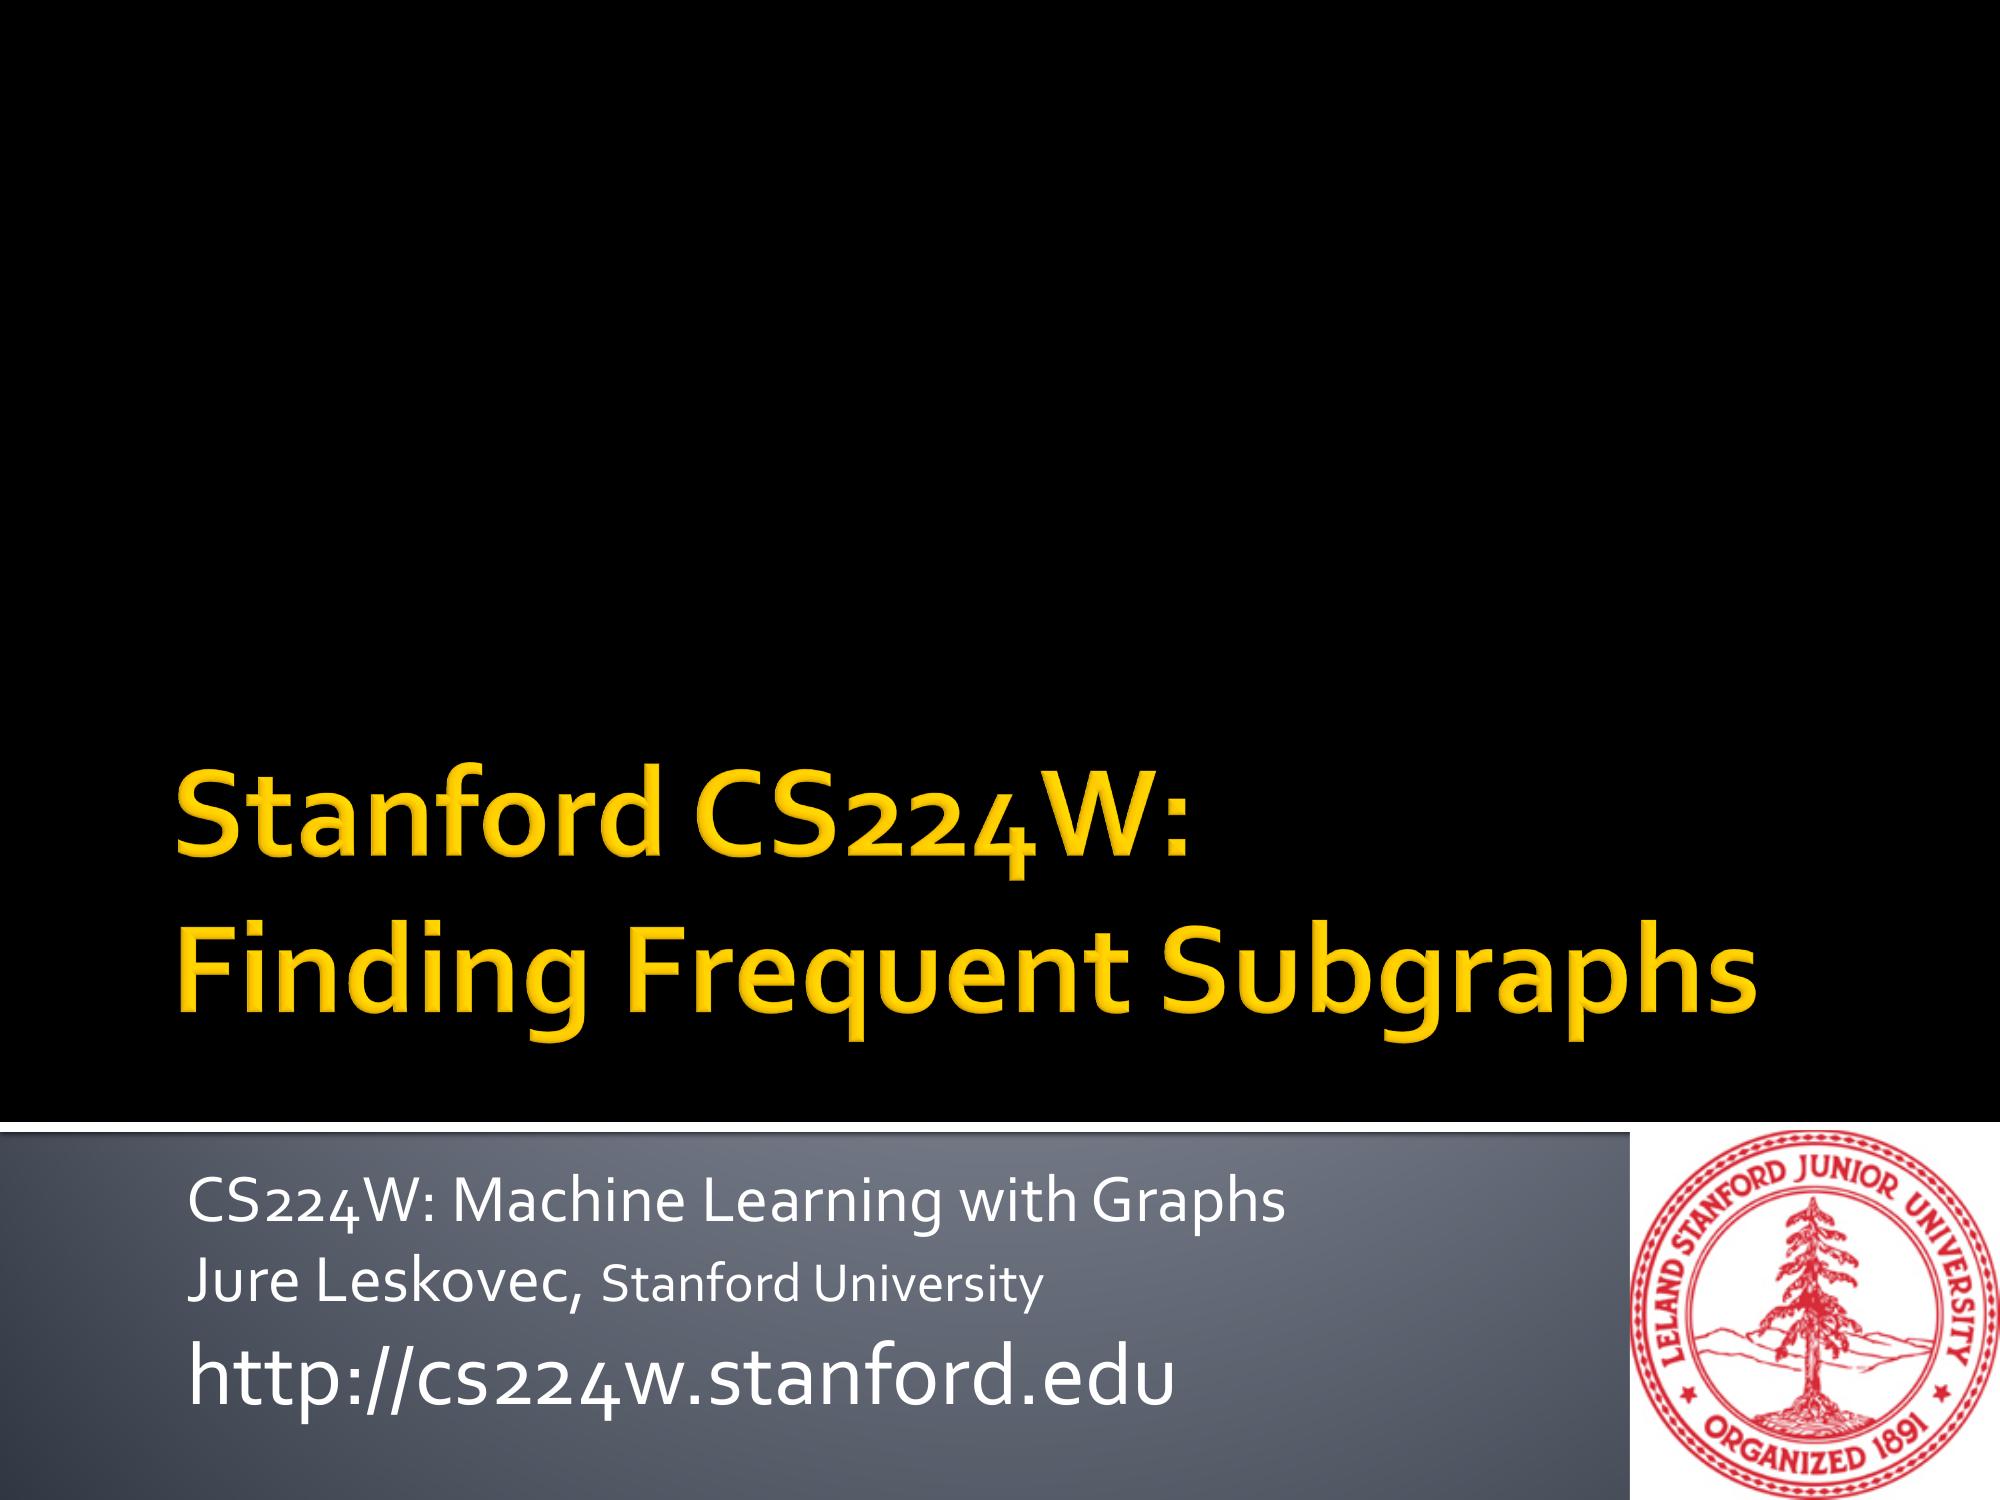 Stanford CS224W:
Finding Frequent Subgraphs
CS224W: Machine Learning with Graphs
Jure Leskovec, Stanford University
http://cs224w.stanford.edu
LELAND STANFORD JUNIOR UNIVERSITY
ORGANIZED 1891